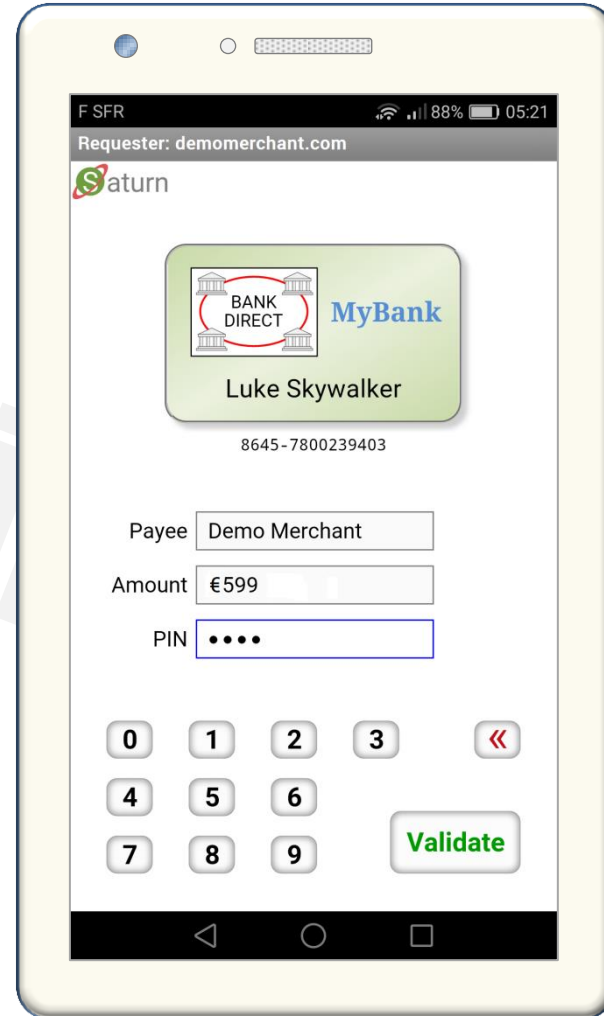 F SFR 88% 05:21
Requester: demomerchant.com
Saturn
BANK
DIRECT
MyBank
Luke Skywalker
8645-7800239403
Payee Demo Merchant
Amount €599
PIN ••••
0 1 2 3 «
4 5 6
Validate
7 8 9